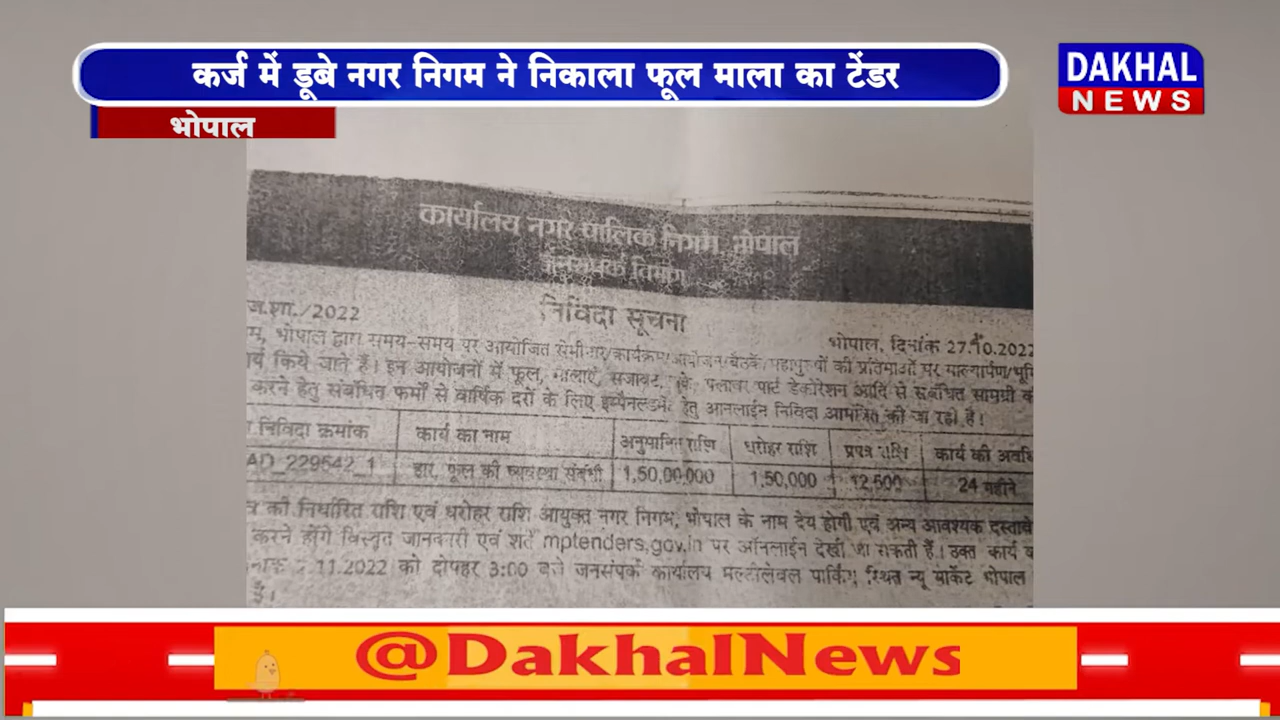 कर्ज में डूबे नगर निगम ने निकाला फूल माला का टेंडर
DAKHAL
NEWS
भोपाल
कार्यालय नगर पालिक निगम, भोपाल
जनसंपर्क विभाग
निविदा सूचना
/2022
भोपाल, दिनांक 27.10.2022
भोपाल द्वारा समय-समय पर आयोजित सेमीनार/कार्यक्रम/आयोजन/बैठकें/महापुरुषों की प्रतिमाओं पर माल्यार्पण/भूमि
किये जाते हैं। इन आयोजनों में फूल, मालाएं, सजावट, फ्लावर पार्ट डेकोरेशन आदि से संबंधित सामग्री
करने हेतु संबंधित फर्मों से वार्षिक दरों के लिए इम्पैनलमेंट हेतु आनलाईन निविदा आमंत्रित की जा रही है।
निविदा क्रमांक कार्य का नाम अनुमानित राशि धरोहर राशि प्रपत्र राशि कार्य की अवधि
AD_229542_1 हार, फूल की व्यवस्था संबंधी 1,50,00,000 1,50,000 12,500 24 महीने
की निर्धारित राशि एवं धरोहर राशि आयुक्त नगर निगम, भोपाल के नाम देय होगी एवं अन्य आवश्यक दस्तावे
करने होंगे विस्तृत जानकारी एवं शर्तें mptenders.gov.in पर ऑनलाईन देखी जा सकती हैं। उक्त कार्य
11.2022 को दोपहर 3:00 बजे जनसंपर्क कार्यालय मल्टीलेवल पार्किंग स्थित न्यू मार्केट भोपाल
है।
@DakhalNews